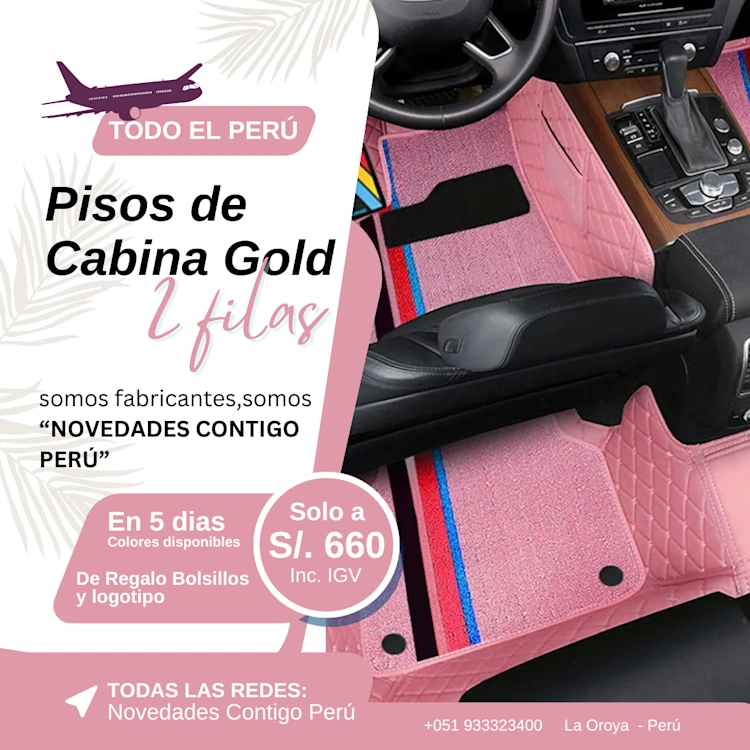 TODO EL PERÚ
Pisos de
Cabina Gold
2 filas
somos fabricantes,somos
“NOVEDADES CONTIGO
PERÚ”
En 5 dias
Colores disponibles
De Regalo Bolsillos
y logotipo
Solo a
S/. 660
Inc. IGV
TODAS LAS REDES:
Novedades Contigo Perú
+051 933323400 La Oroya - Perú